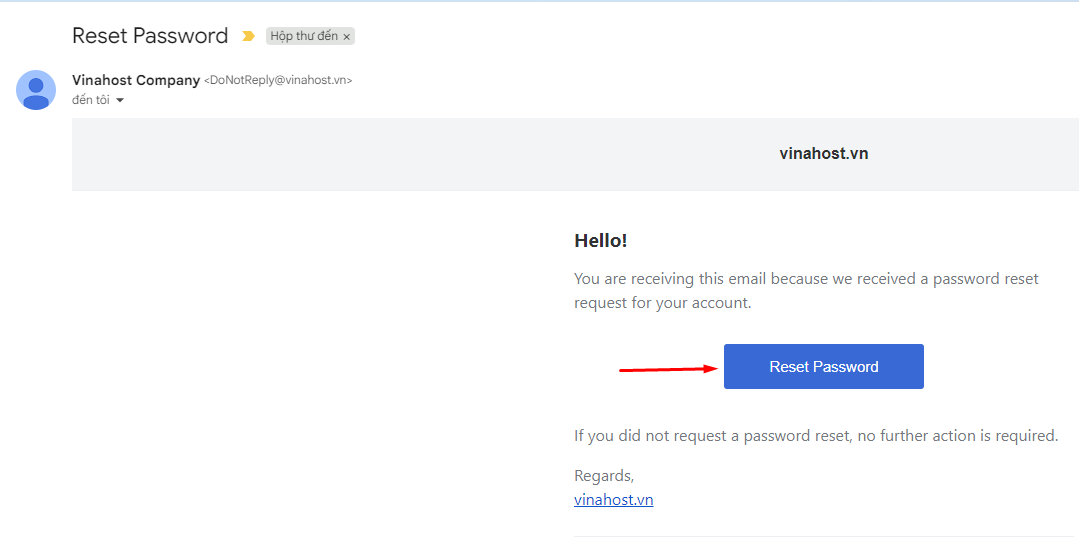 Reset Password
Hộp thư đến ×
Vinahost Company <DoNotReply@vinahost.vn>
đến tôi
vinahost.vn
Hello!
You are receiving this email because we received a password reset
request for your account.
Reset Password
If you did not request a password reset, no further action is required.
Regards,
vinahost.vn